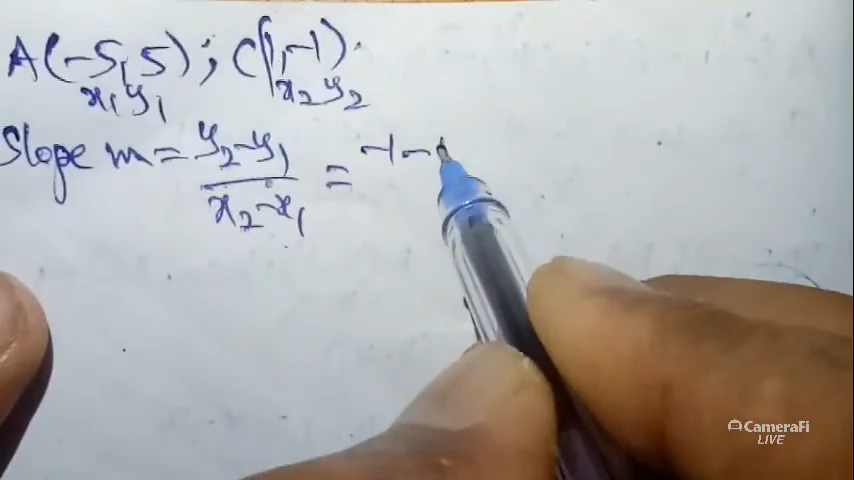 A(-5,5); C(1,-1).
x₁ y₁ x₂ y₂
Slope m = y₂-y₁ / x₂-x₁ = -1-
CameraFi
LIVE